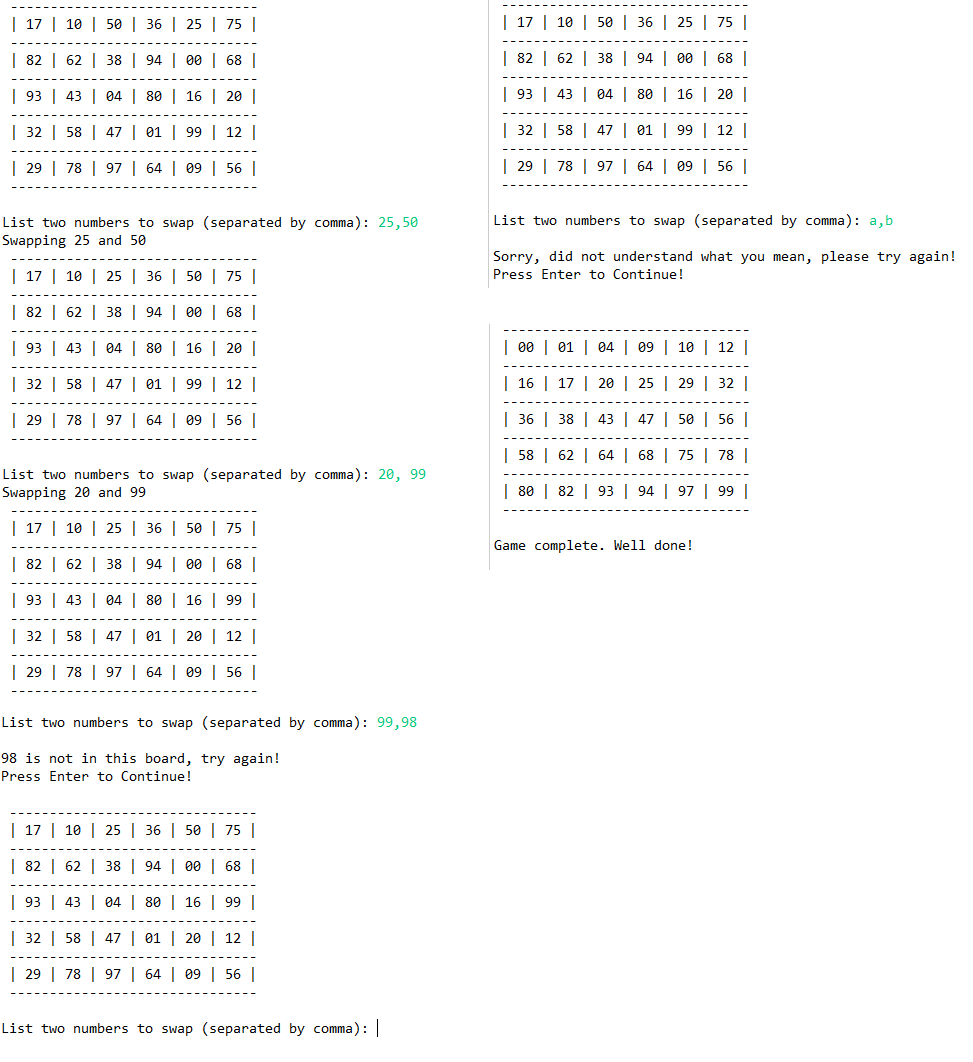 -------------------------------
| 17 | 10 | 50 | 36 | 25 | 75 |
-------------------------------
| 82 | 62 | 38 | 94 | 00 | 68 |
-------------------------------
| 93 | 43 | 04 | 80 | 16 | 20 |
-------------------------------
| 32 | 58 | 47 | 01 | 99 | 12 |
-------------------------------
| 29 | 78 | 97 | 64 | 09 | 56 |
-------------------------------
List two numbers to swap (separated by comma): 25,50
Swapping 25 and 50
-------------------------------
| 17 | 10 | 25 | 36 | 50 | 75 |
-------------------------------
| 82 | 62 | 38 | 94 | 00 | 68 |
-------------------------------
| 93 | 43 | 04 | 80 | 16 | 20 |
-------------------------------
| 32 | 58 | 47 | 01 | 99 | 12 |
-------------------------------
| 29 | 78 | 97 | 64 | 09 | 56 |
-------------------------------
List two numbers to swap (separated by comma): 20, 99
Swapping 20 and 99
-------------------------------
| 17 | 10 | 25 | 36 | 50 | 75 |
-------------------------------
| 82 | 62 | 38 | 94 | 00 | 68 |
-------------------------------
| 93 | 43 | 04 | 80 | 16 | 99 |
-------------------------------
| 32 | 58 | 47 | 01 | 20 | 12 |
-------------------------------
| 29 | 78 | 97 | 64 | 09 | 56 |
-------------------------------
List two numbers to swap (separated by comma): 99,98
98 is not in this board, try again!
Press Enter to Continue!
-------------------------------
| 17 | 10 | 25 | 36 | 50 | 75 |
-------------------------------
| 82 | 62 | 38 | 94 | 00 | 68 |
-------------------------------
| 93 | 43 | 04 | 80 | 16 | 99 |
-------------------------------
| 32 | 58 | 47 | 01 | 20 | 12 |
-------------------------------
| 29 | 78 | 97 | 64 | 09 | 56 |
-------------------------------
List two numbers to swap (separated by comma):
-------------------------------
| 17 | 10 | 50 | 36 | 25 | 75 |
-------------------------------
| 82 | 62 | 38 | 94 | 00 | 68 |
-------------------------------
| 93 | 43 | 04 | 80 | 16 | 20 |
-------------------------------
| 32 | 58 | 47 | 01 | 99 | 12 |
-------------------------------
| 29 | 78 | 97 | 64 | 09 | 56 |
-------------------------------
List two numbers to swap (separated by comma): a,b
Sorry, did not understand what you mean, please try again!
Press Enter to Continue!
-------------------------------
| 00 | 01 | 04 | 09 | 10 | 12 |
-------------------------------
| 16 | 17 | 20 | 25 | 29 | 32 |
-------------------------------
| 36 | 38 | 43 | 47 | 50 | 56 |
-------------------------------
| 58 | 62 | 64 | 68 | 75 | 78 |
-------------------------------
| 80 | 82 | 93 | 94 | 97 | 99 |
-------------------------------
Game complete. Well done!